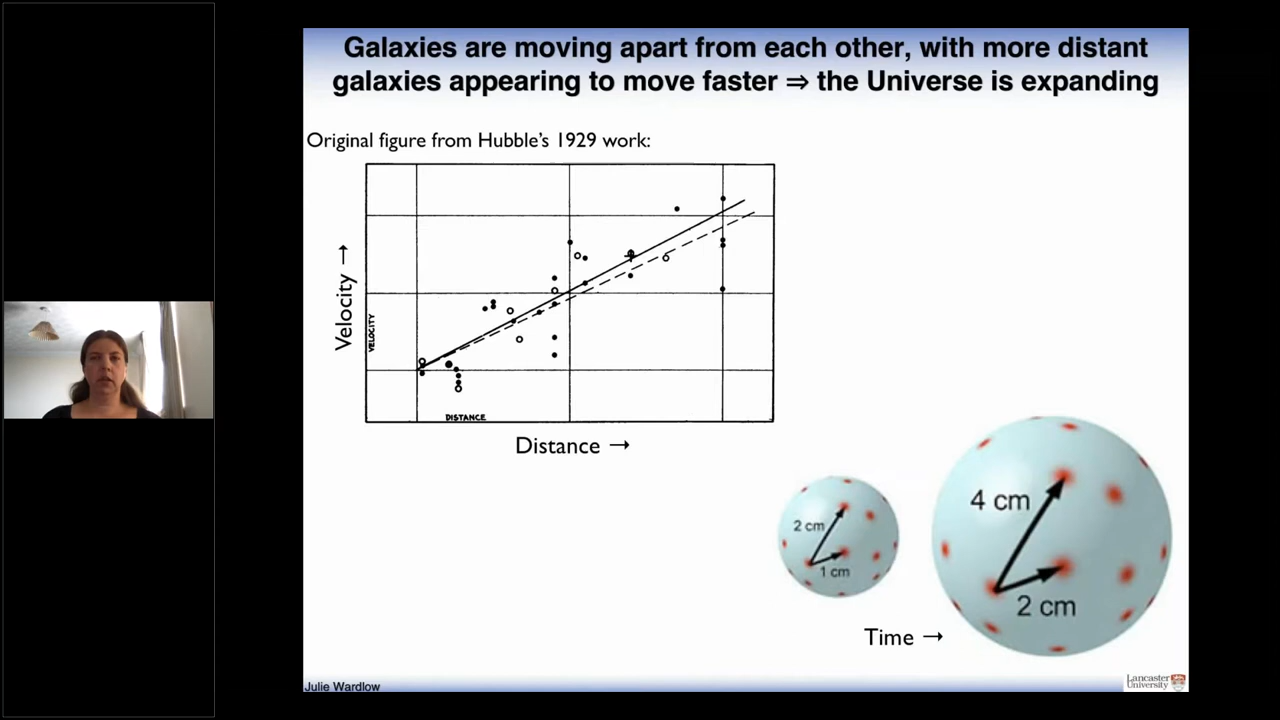 Galaxies are moving apart from each other, with more distant
galaxies appearing to move faster ⇒ the Universe is expanding
Original figure from Hubble's 1929 work:
Velocity →
VELOCITY
DISTANCE
Distance →
2 cm
1 cm
4 cm
2 cm
Time →
Julie Wardlow
Lancaster
University